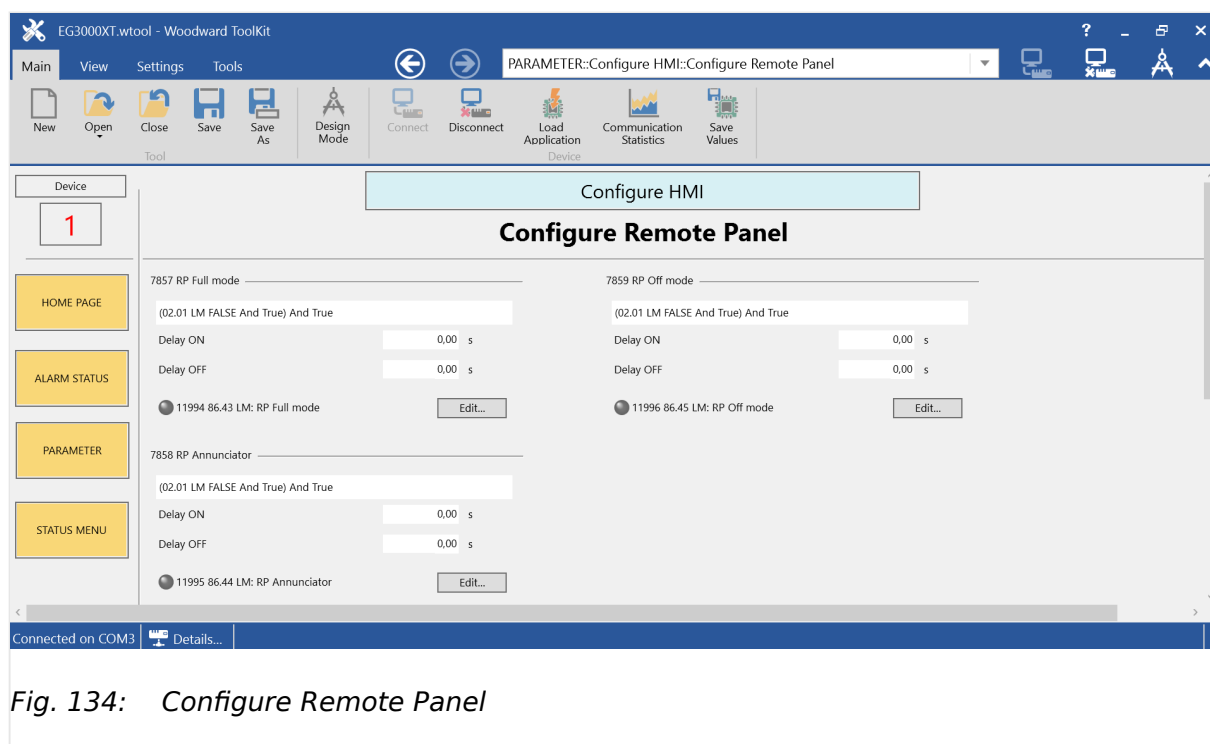 EG3000XT.wtool - Woodward ToolKit ?
Main View Settings Tools PARAMETER::Configure HMI::Configure Remote Panel
New Open Close Save Save As Design Mode Connect Disconnect Load Application Communication Statistics Save Values
Tool Device
Device
1
HOME PAGE
ALARM STATUS
PARAMETER
STATUS MENU
Configure HMI
Configure Remote Panel
7857 RP Full mode
(02.01 LM FALSE And True) And True
Delay ON 0,00 s
Delay OFF 0,00 s
11994 86.43 LM: RP Full mode Edit...
7859 RP Off mode
(02.01 LM FALSE And True) And True
Delay ON 0,00 s
Delay OFF 0,00 s
11996 86.45 LM: RP Off mode Edit...
7858 RP Annunciator
(02.01 LM FALSE And True) And True
Delay ON 0,00 s
Delay OFF 0,00 s
11995 86.44 LM: RP Annunciator Edit...
Connected on COM3 Details...
Fig. 134: Configure Remote Panel